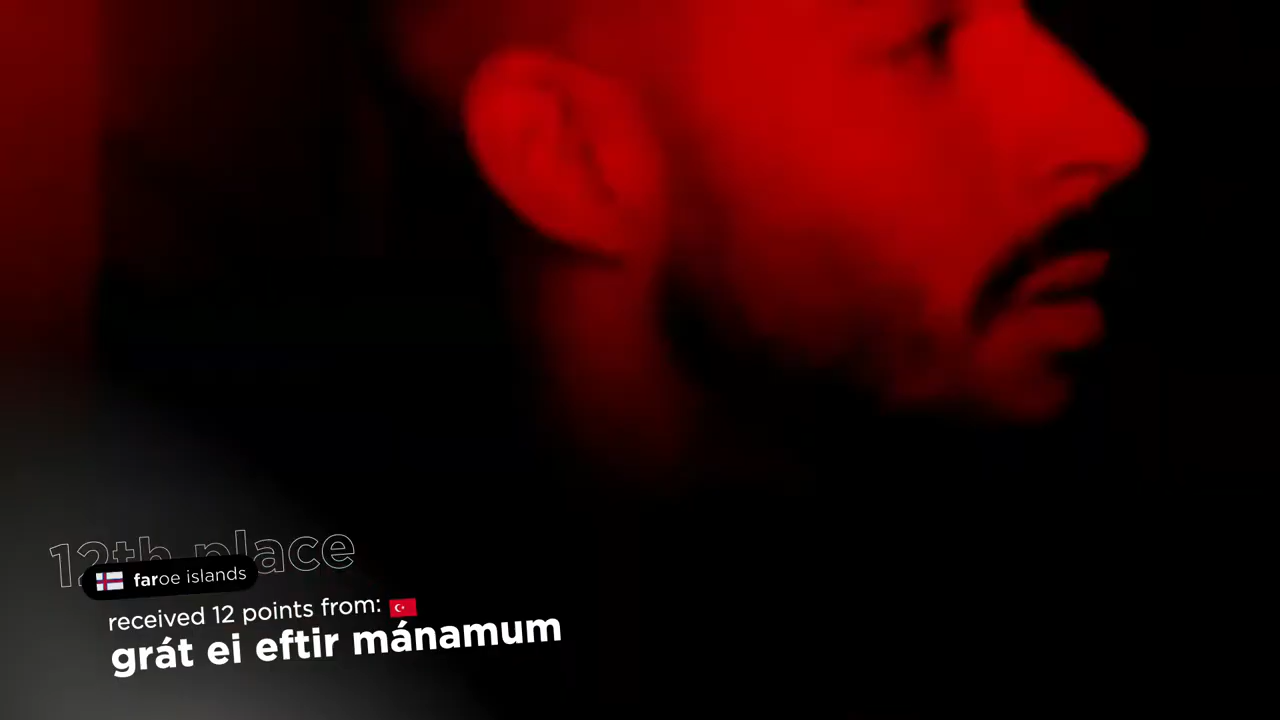 12th place
faroe islands
received 12 points from:
grát ei eftir mánamum